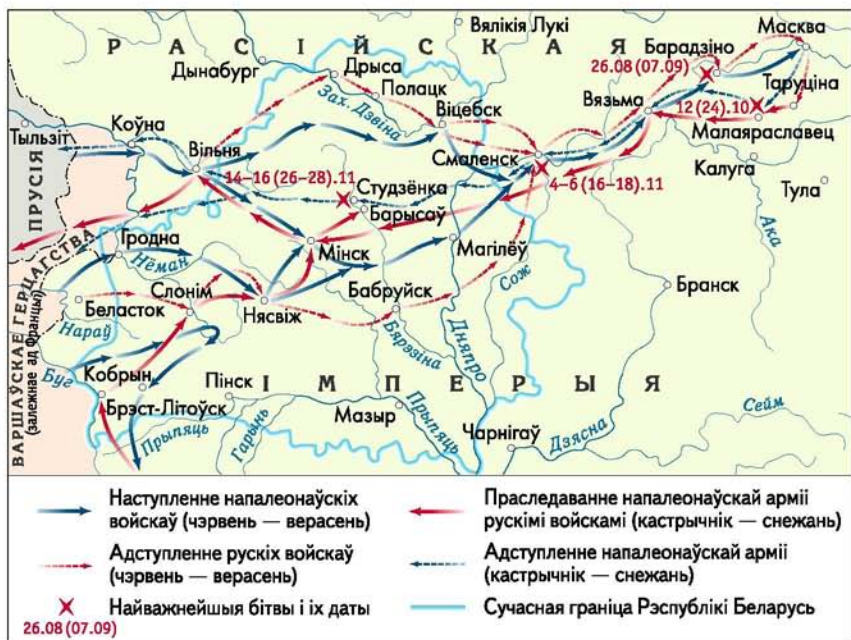 РАСІЙСКАЯ
Вялікія Лукі
Масква
Барадзіно
26.08 (07.09)
Дынабург
Дрыса
Полацк
Зах. Дзвіна
Віцебск
Вязьма
12 (24).10
Таруціна
Малаяраславец
Тыльзіт
Коўна
Вільня
Смаленск
Калуга
Тула
14–16 (26–28).11
Студзёнка
4–6 (16–18).11
Барысаў
ПРУСІЯ
Ака
Гродна
Нёман
Мінск
Магілёў
Сож
Бранск
ВАРШАЎСКАЕ ГЕРЦАГСТВА
(залежнае ад Францыі)
Беласток
Слонім
Нясвіж
Бабруйск
Нараў
Бярэзіна
Дняпро
Буг
Кобрын
Пінск
ІМПЕРЫЯ
Брэст-Літоўск
Мазыр
Прыпяць
Гарынь
Прыпяць
Чарнігаў
Дзясна
Сейм
Наступленне напалеонаўскіх
войскаў (чэрвень — верасень)
Адступленне рускіх войскаў
(чэрвень — верасень)
Найважнейшыя бітвы і іх даты
26.08 (07.09)
Праследаванне напалеонаўскай арміі
рускімі войскамі (кастрычнік — снежань)
Адступленне напалеонаўскай арміі
(кастрычнік — снежань)
Сучасная граніца Рэспублікі Беларусь